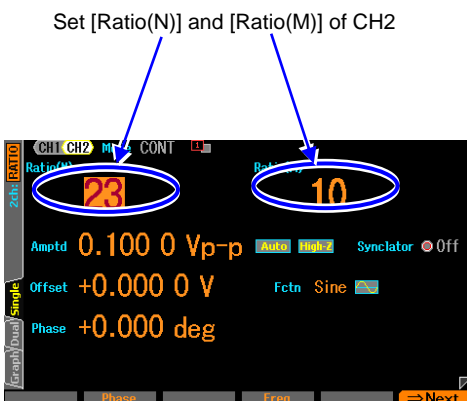 Set [Ratio(N)] and [Ratio(M)] of CH2
CH1 CH2 Mode CONT 1
2ch: RATIO
23 10
Amptd 0.100 0 Vp-p Auto High-Z Synclator Off
Offset +0.000 0 V Fctn Sine
Phase +0.000 deg
Graph/Dual/Single
Phase Freq ⇒Next